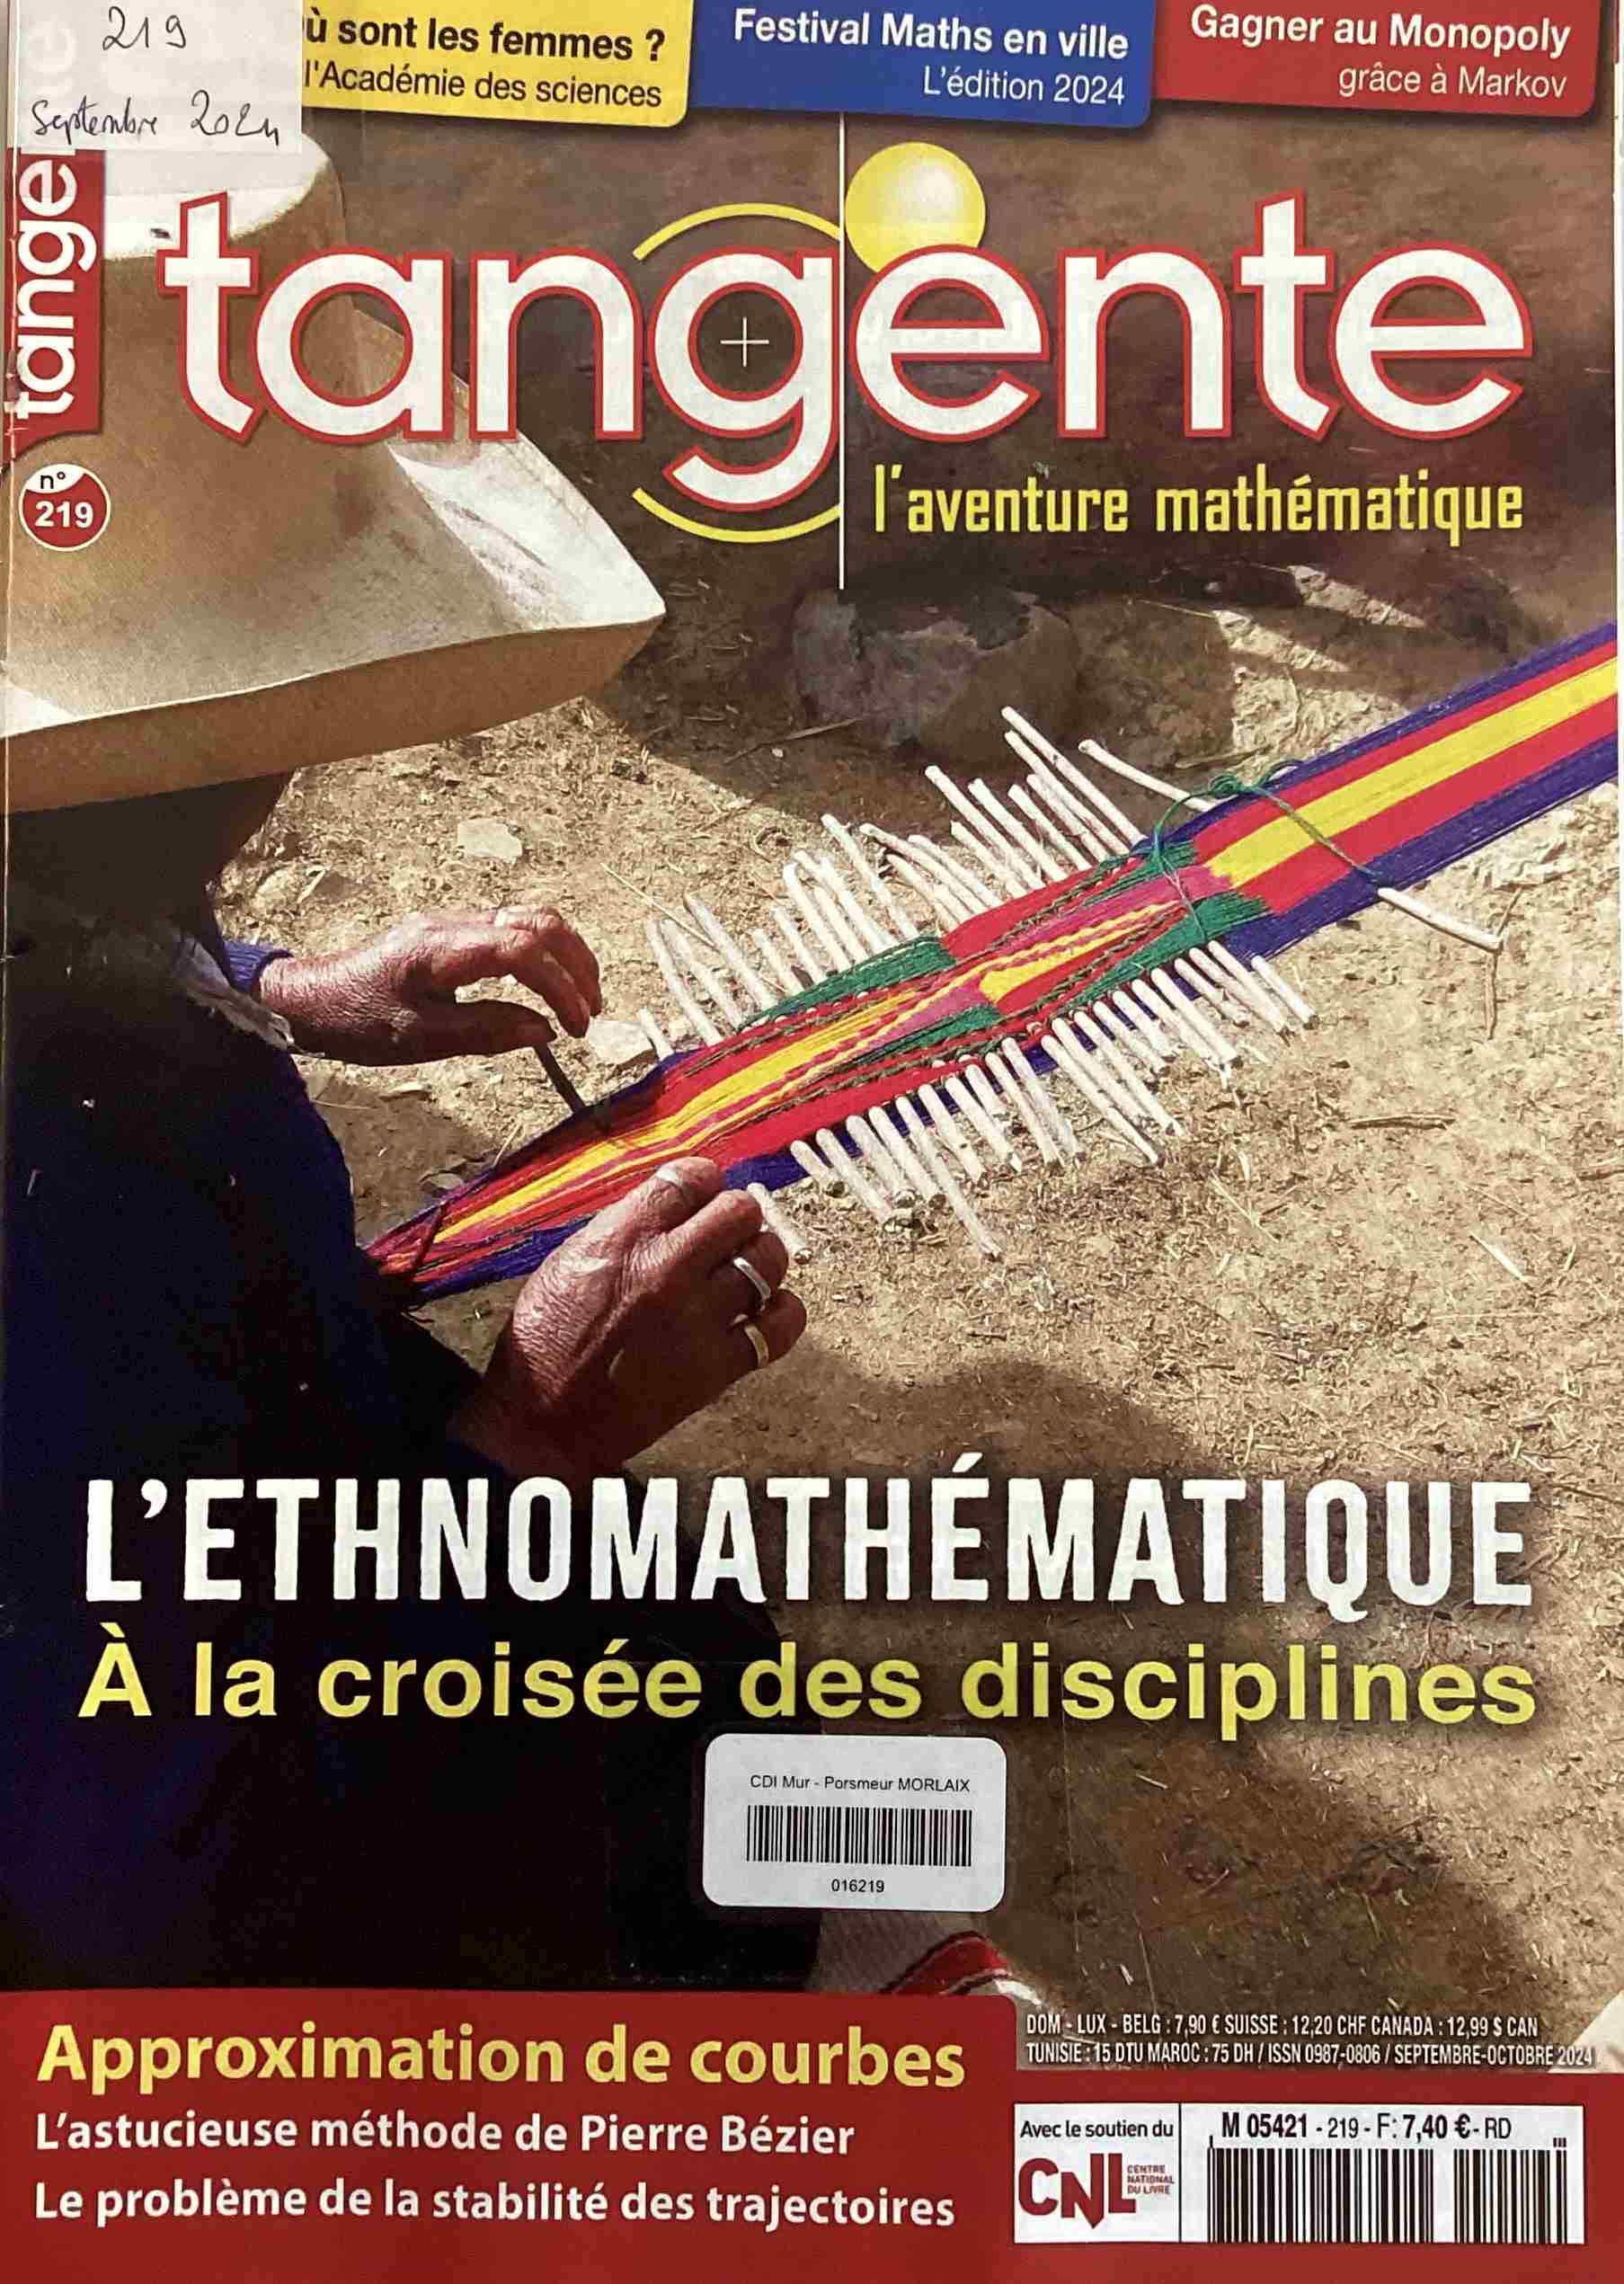 219
Septembre 2024
ù sont les femmes ?
l'Académie des sciences
Festival Maths en ville
L'édition 2024
Gagner au Monopoly
grâce à Markov
tange
tangente
l'aventure mathématique
n°
219
L'ETHNOMATHÉMATIQUE
À la croisée des disciplines
CDI Mur - Porsmeur MORLAIX
016219
Approximation de courbes
L'astucieuse méthode de Pierre Bézier
Le problème de la stabilité des trajectoires
DOM - LUX - BELG : 7,90 € SUISSE : 12,20 CHF CANADA : 12,99 $ CAN
TUNISIE : 15 DTU MAROC : 75 DH / ISSN 0987-0806 / SEPTEMBRE-OCTOBRE 2024
Avec le soutien du
CNL CENTRE
NATIONAL
DU LIVRE
M 05421 - 219 - F: 7,40 € - RD